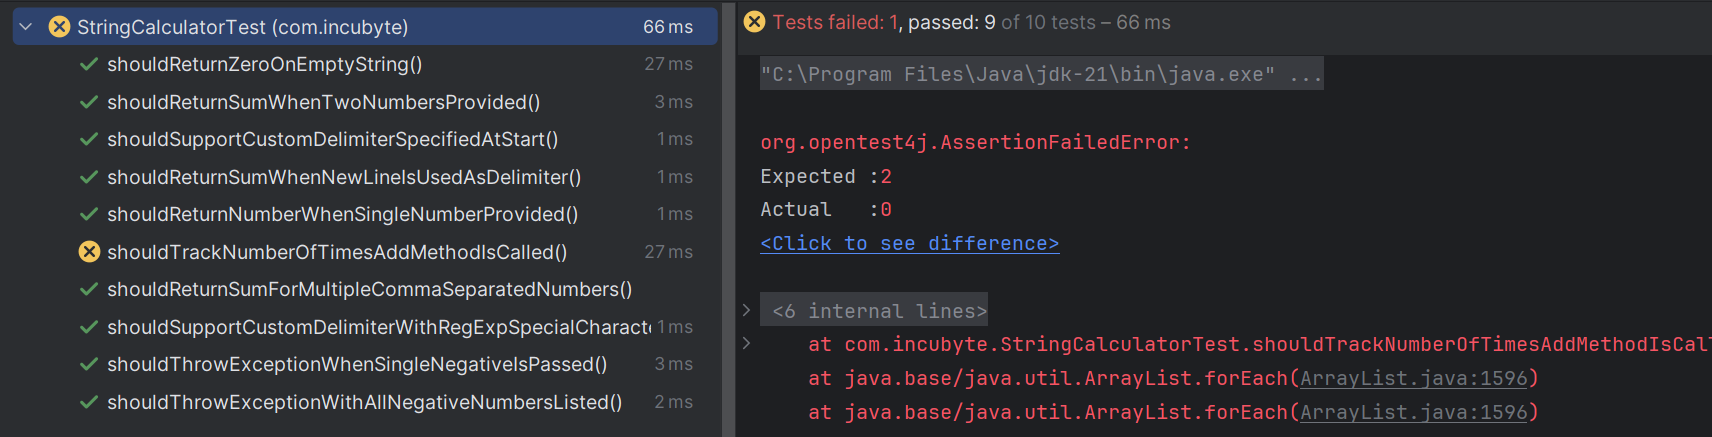 StringCalculatorTest (com.incubyte) 66 ms
shouldReturnZeroOnEmptyString() 27 ms
shouldReturnSumWhenTwoNumbersProvided() 3 ms
shouldSupportCustomDelimiterSpecifiedAtStart() 1 ms
shouldReturnSumWhenNewLineIsUsedAsDelimiter() 1 ms
shouldReturnNumberWhenSingleNumberProvided() 1 ms
shouldTrackNumberOfTimesAddMethodIsCalled() 27 ms
shouldReturnSumForMultipleCommaSeparatedNumbers()
shouldSupportCustomDelimiterWithRegExpSpecialCharacte 1 ms
shouldThrowExceptionWhenSingleNegativeIsPassed() 3 ms
shouldThrowExceptionWithAllNegativeNumbersListed() 2 ms
Tests failed: 1, passed: 9 of 10 tests – 66 ms
"C:\Program Files\Java\jdk-21\bin\java.exe" ...
org.opentest4j.AssertionFailedError:
Expected :2
Actual   :0
<Click to see difference>
<6 internal lines>
at com.incubyte.StringCalculatorTest.shouldTrackNumberOfTimesAddMethodIsCal
at java.base/java.util.ArrayList.forEach(ArrayList.java:1596)
at java.base/java.util.ArrayList.forEach(ArrayList.java:1596)